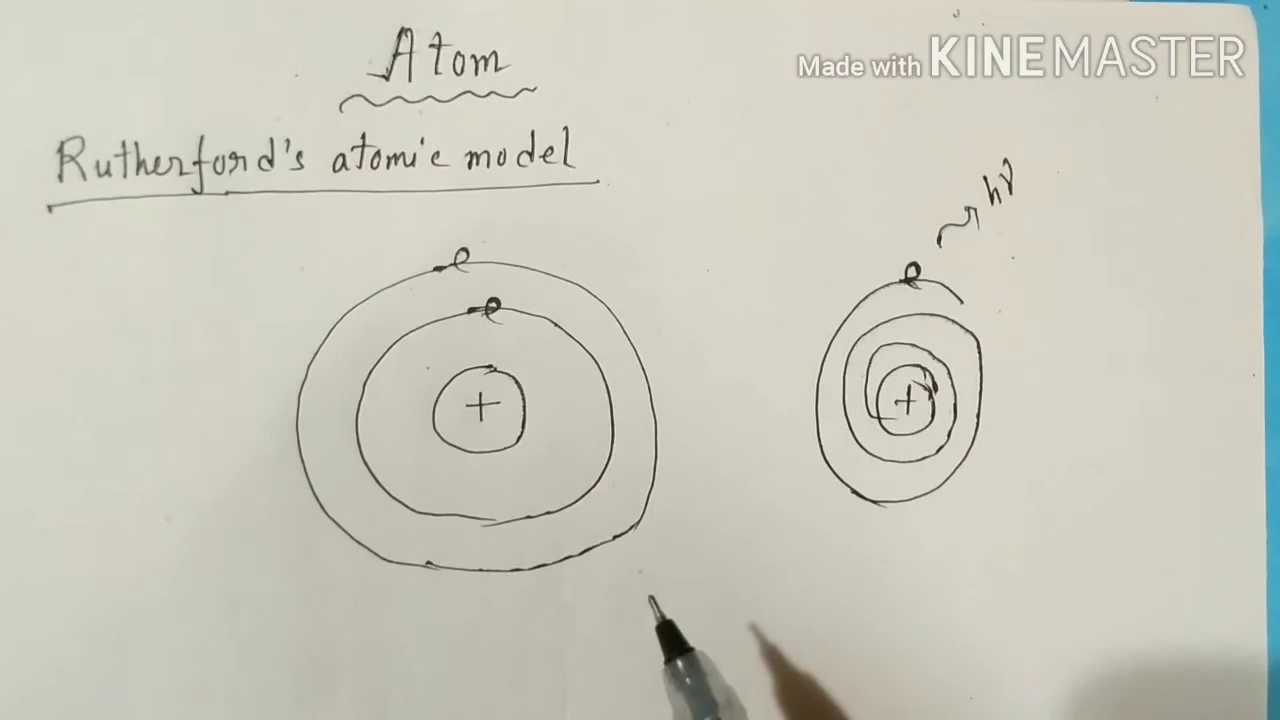 Atom
Made with KINEMASTER
Rutherford's atomic model
hν
e
e
e
+
+